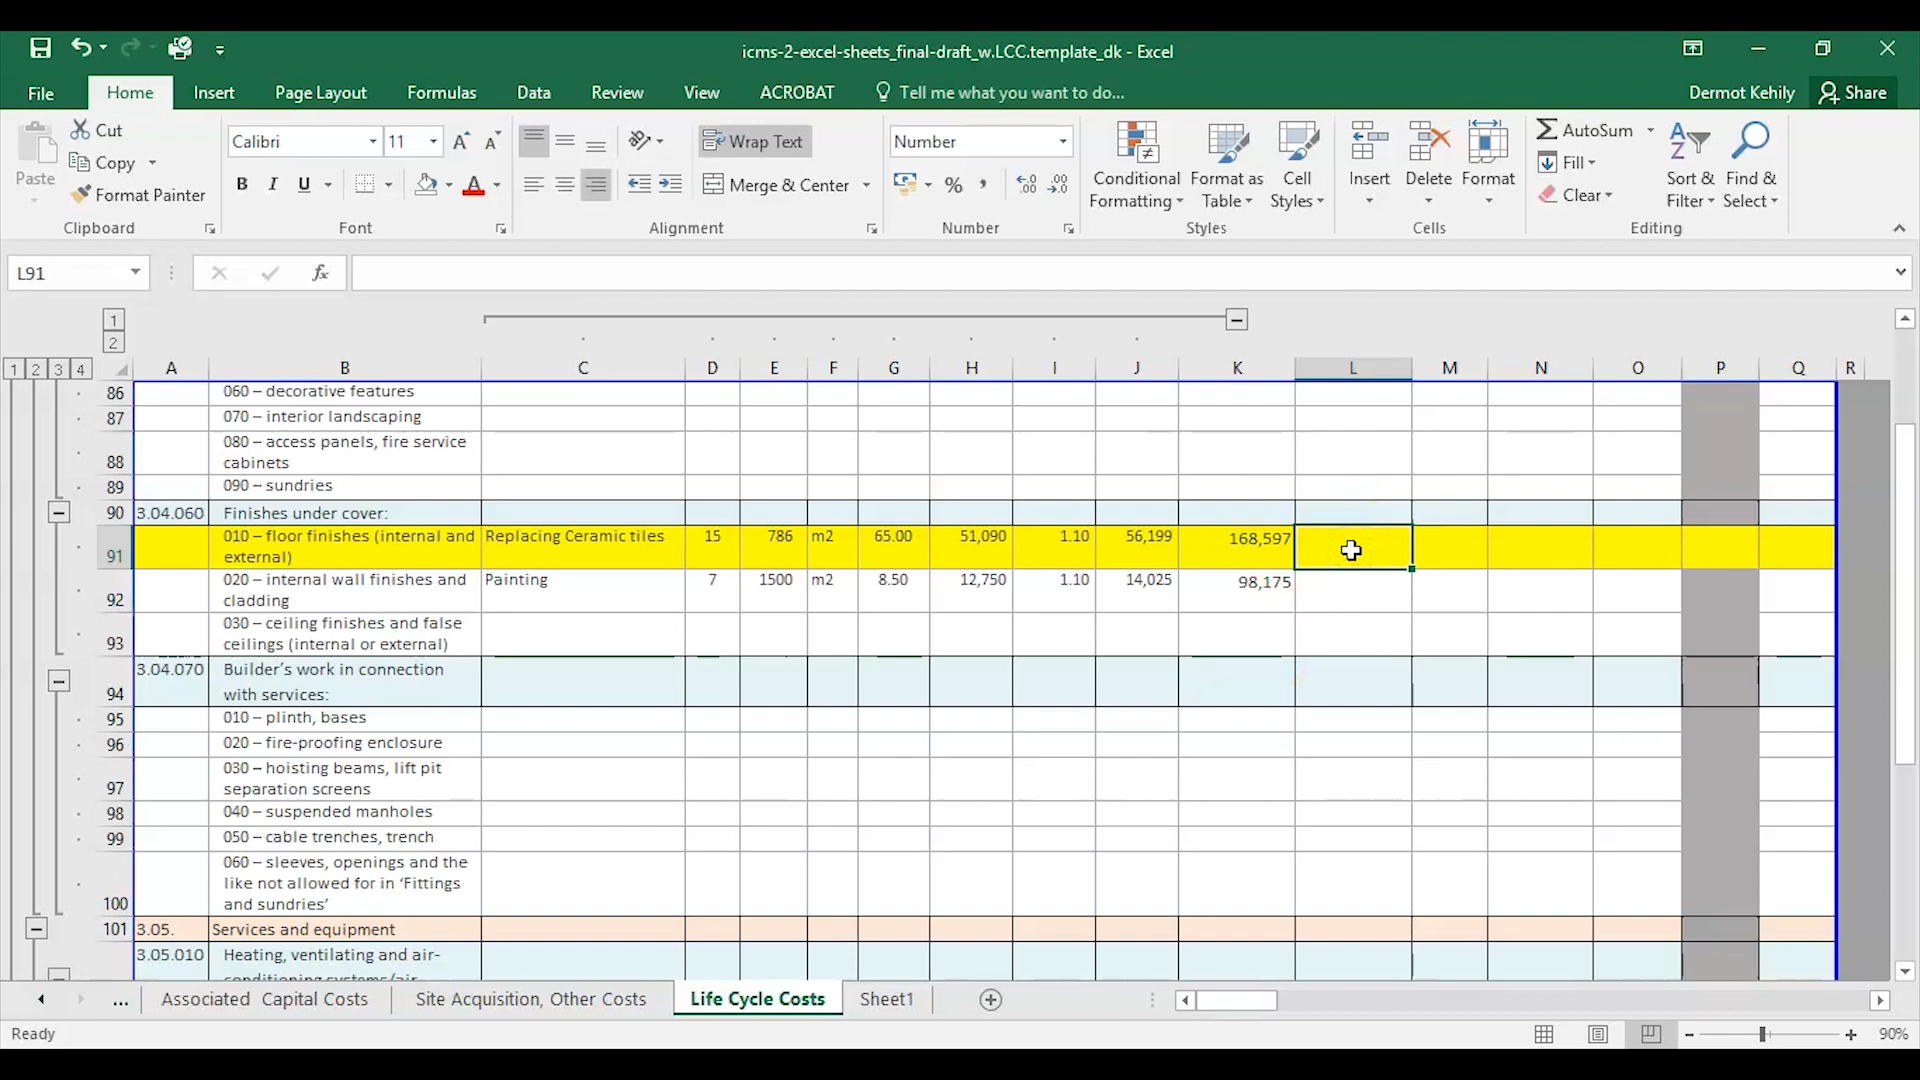 icms-2-excel-sheets_final-draft_w.LCC.template_dk - Excel
File Home Insert Page Layout Formulas Data Review View ACROBAT Tell me what you want to do... Dermot Kehily Share
Paste
Cut
Copy
Format Painter
Clipboard
Calibri 11
B I U
Font
Wrap Text
Merge & Center
Alignment
Number
%
Number
Conditional Formatting
Format as Table
Cell Styles
Styles
Insert Delete Format
Cells
AutoSum
Fill
Clear
Sort & Filter
Find & Select
Editing
L91 fx
1
2
1 2 3 4 A B C D E F G H I J K L M N O P Q R
86 060 – decorative features
87 070 – interior landscaping
88 080 – access panels, fire service
cabinets
89 090 – sundries
90 3.04.060 Finishes under cover:
91 010 – floor finishes (internal and Replacing Ceramic tiles 15 786 m2 65.00 51,090 1.10 56,199 168,597
external)
92 020 – internal wall finishes and Painting 7 1500 m2 8.50 12,750 1.10 14,025 98,175
cladding
93 030 – ceiling finishes and false
ceilings (internal or external)
94 3.04.070 Builder’s work in connection
with services:
95 010 – plinth, bases
96 020 – fire-proofing enclosure
97 030 – hoisting beams, lift pit
separation screens
98 040 – suspended manholes
99 050 – cable trenches, trench
100 060 – sleeves, openings and the
like not allowed for in ‘Fittings
and sundries’
101 3.05. Services and equipment
3.05.010 Heating, ventilating and air-
conditioning systems/air
... Associated Capital Costs Site Acquisition, Other Costs Life Cycle Costs Sheet1
Ready 90%